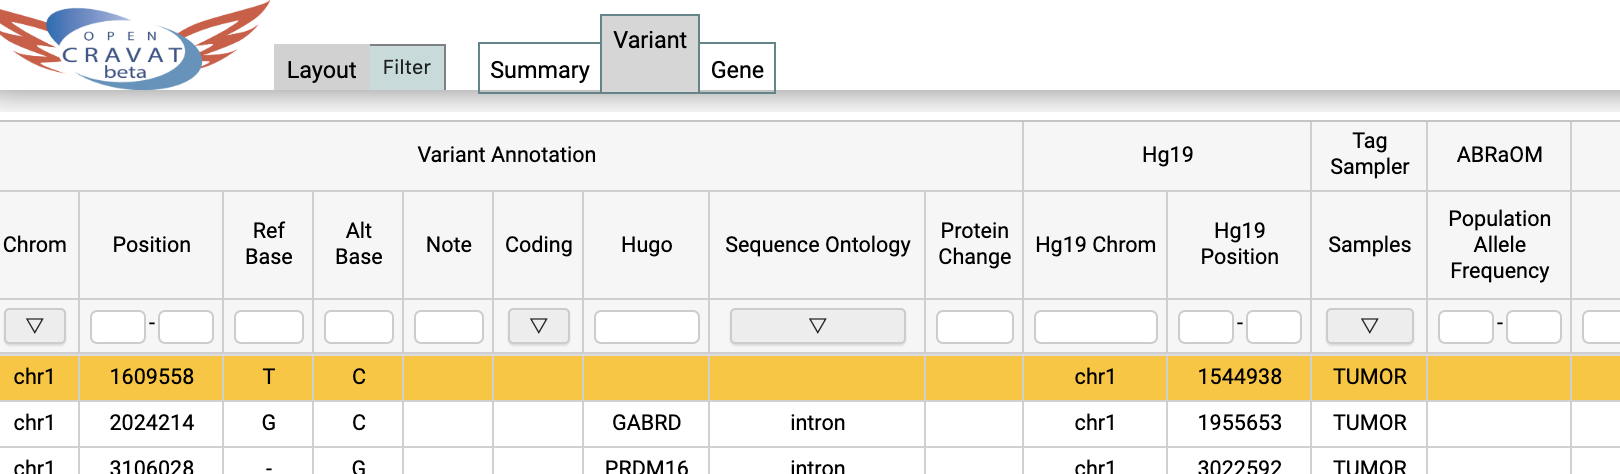 OPEN
CRAVAT
beta
Layout Filter Summary Variant Gene
Variant Annotation Hg19 Tag Sampler ABRaOM
Chrom Position Ref Base Alt Base Note Coding Hugo Sequence Ontology Protein Change Hg19 Chrom Hg19 Position Samples Population Allele Frequency
- - -
chr1 1609558 T C chr1 1544938 TUMOR
chr1 2024214 G C GABRD intron chr1 1955653 TUMOR
chr1 3106028 - G PRDM16 intron chr1 3022592 TUMOR